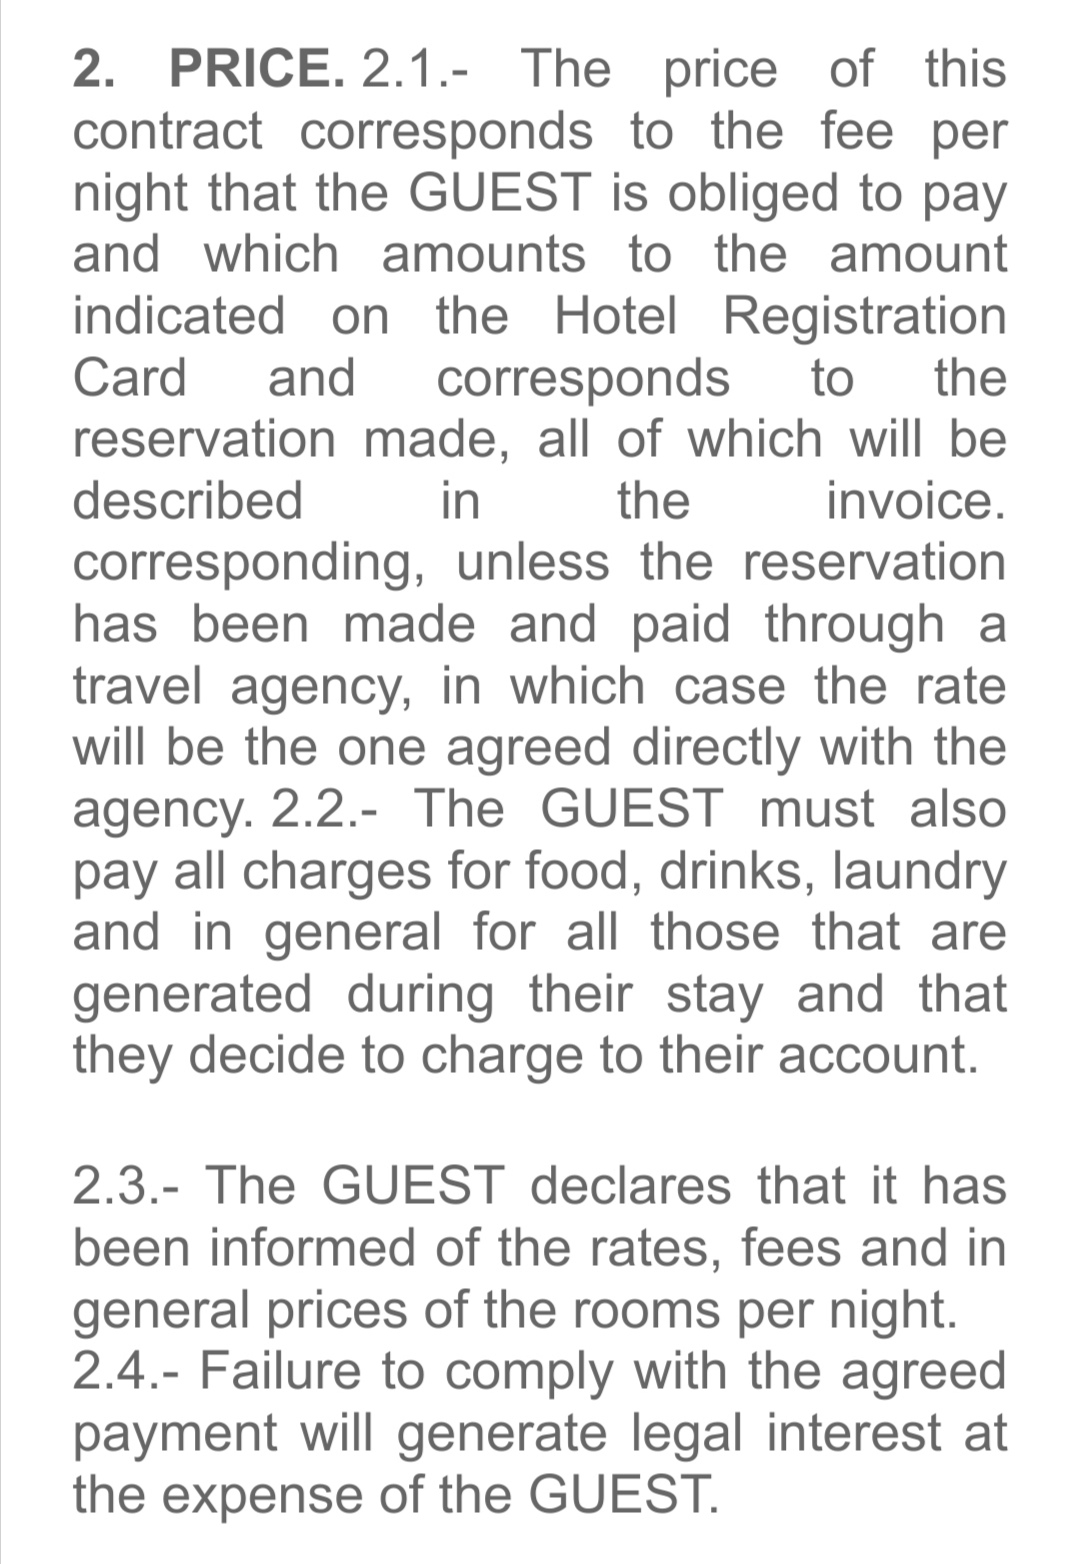 2. PRICE. 2.1.- The price of this
contract corresponds to the fee per
night that the GUEST is obliged to pay
and which amounts to the amount
indicated on the Hotel Registration
Card and corresponds to the
reservation made, all of which will be
described in the invoice.
corresponding, unless the reservation
has been made and paid through a
travel agency, in which case the rate
will be the one agreed directly with the
agency. 2.2.- The GUEST must also
pay all charges for food, drinks, laundry
and in general for all those that are
generated during their stay and that
they decide to charge to their account.
2.3.- The GUEST declares that it has
been informed of the rates, fees and in
general prices of the rooms per night.
2.4.- Failure to comply with the agreed
payment will generate legal interest at
the expense of the GUEST.